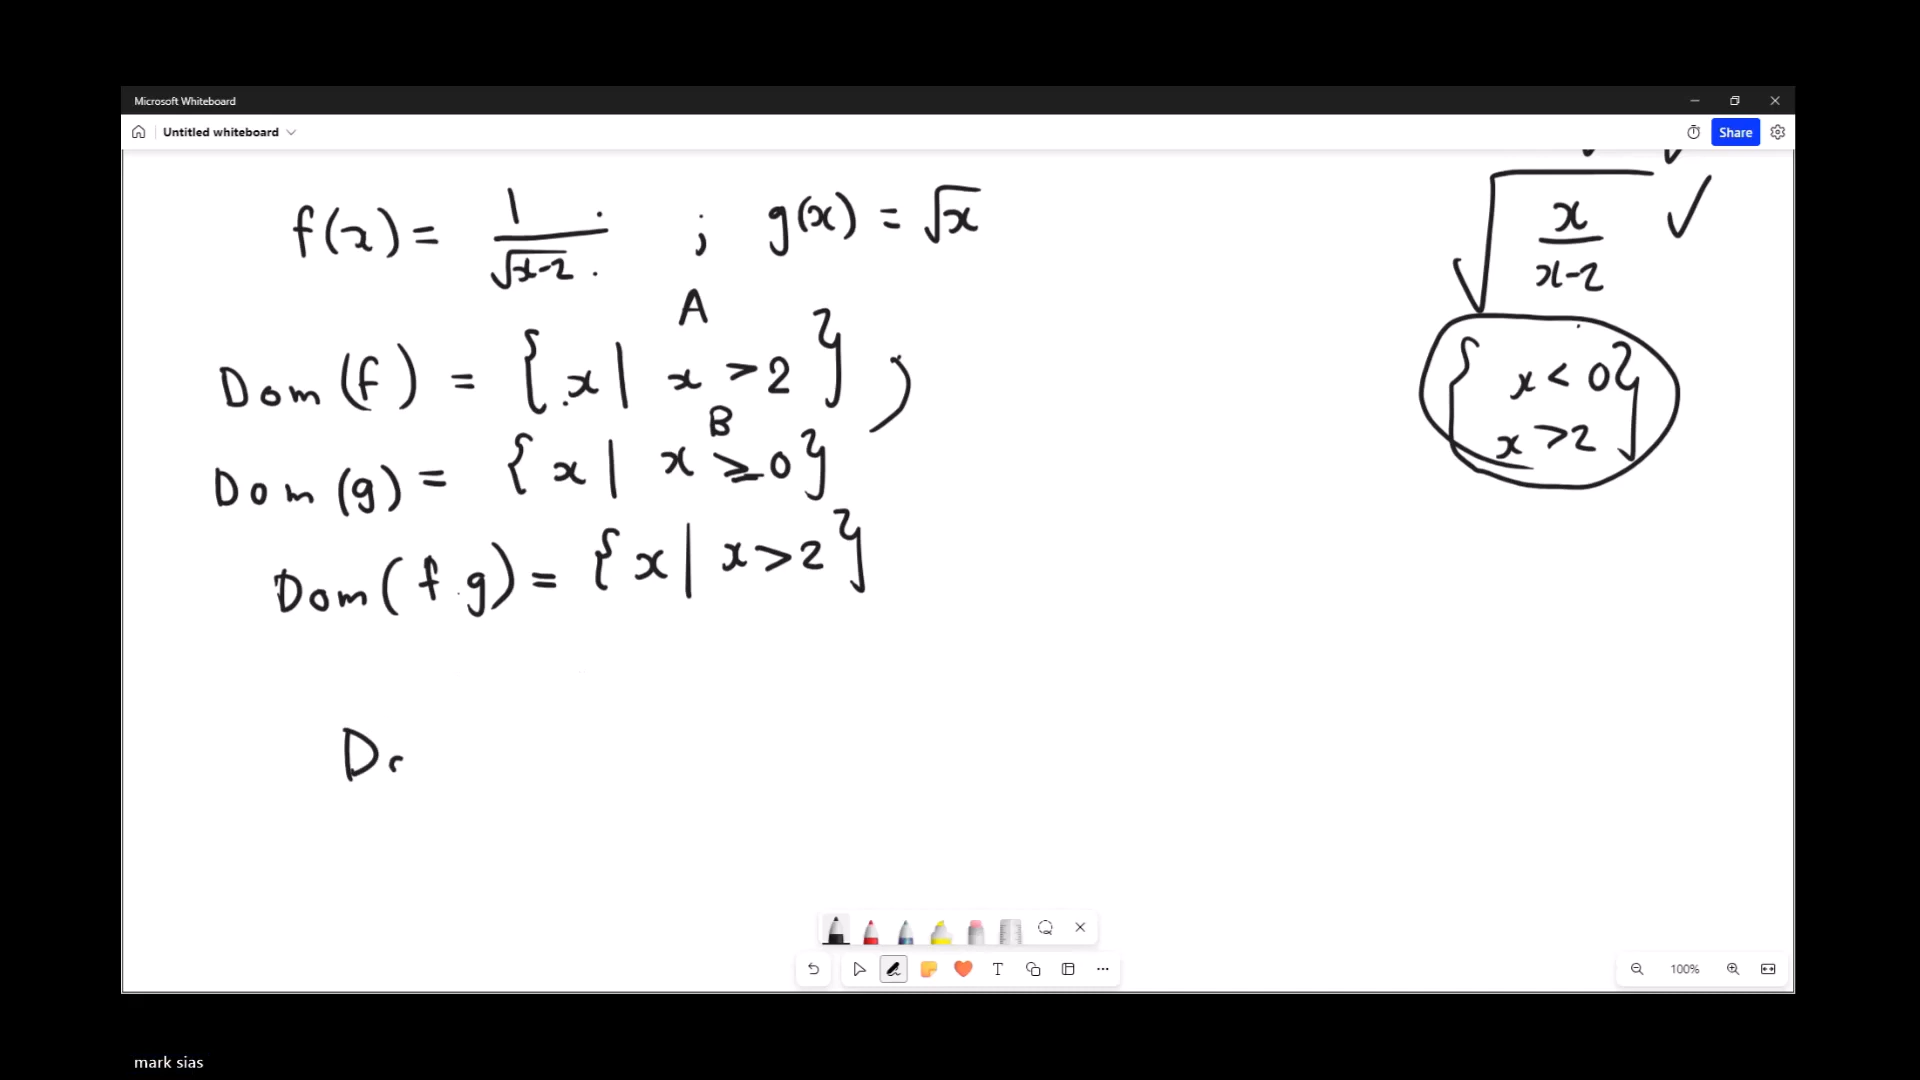 Microsoft Whiteboard
Untitled whiteboard
Share
f(x) = 1/√(x-2) ; g(x) = √x
A
Dom (f) = {x | x > 2}
B
Dom (g) = {x | x ≥ 0}
Dom (f.g) = {x | x > 2}
Do
√(x/(x-2)) ✓
{ x < 0
x > 2 }
T
100%
mark sias